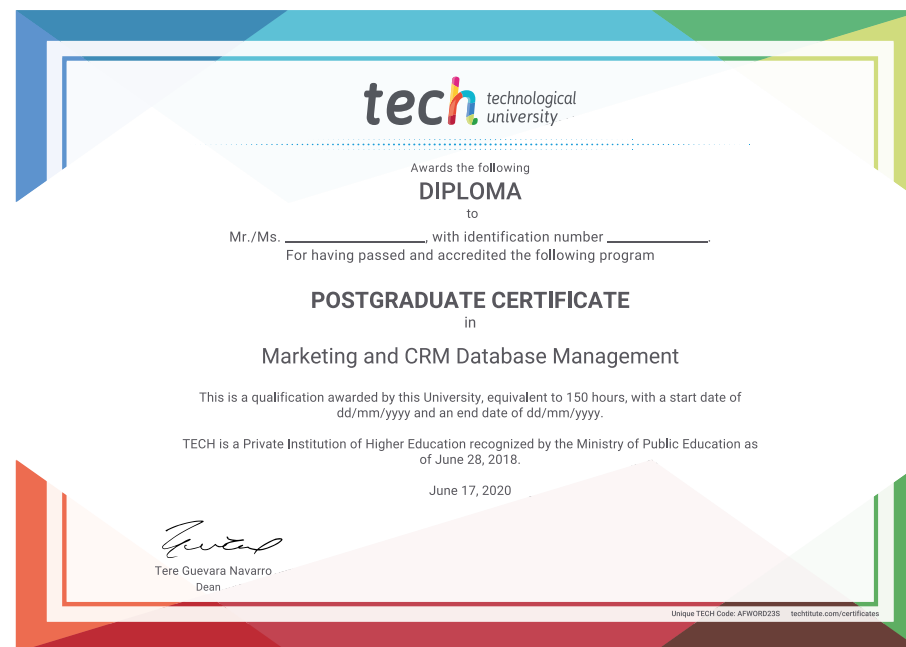 tech technological
university
Awards the following
DIPLOMA
to
Mr./Ms. ____________, with identification number ____________.
For having passed and accredited the following program
POSTGRADUATE CERTIFICATE
in
Marketing and CRM Database Management
This is a qualification awarded by this University, equivalent to 150 hours, with a start date of
dd/mm/yyyy and an end date of dd/mm/yyyy.
TECH is a Private Institution of Higher Education recognized by the Ministry of Public Education as
of June 28, 2018.
June 17, 2020
Tere Guevara Navarro
Dean
Unique TECH Code: AFWORD23S techtitute.com/certificates